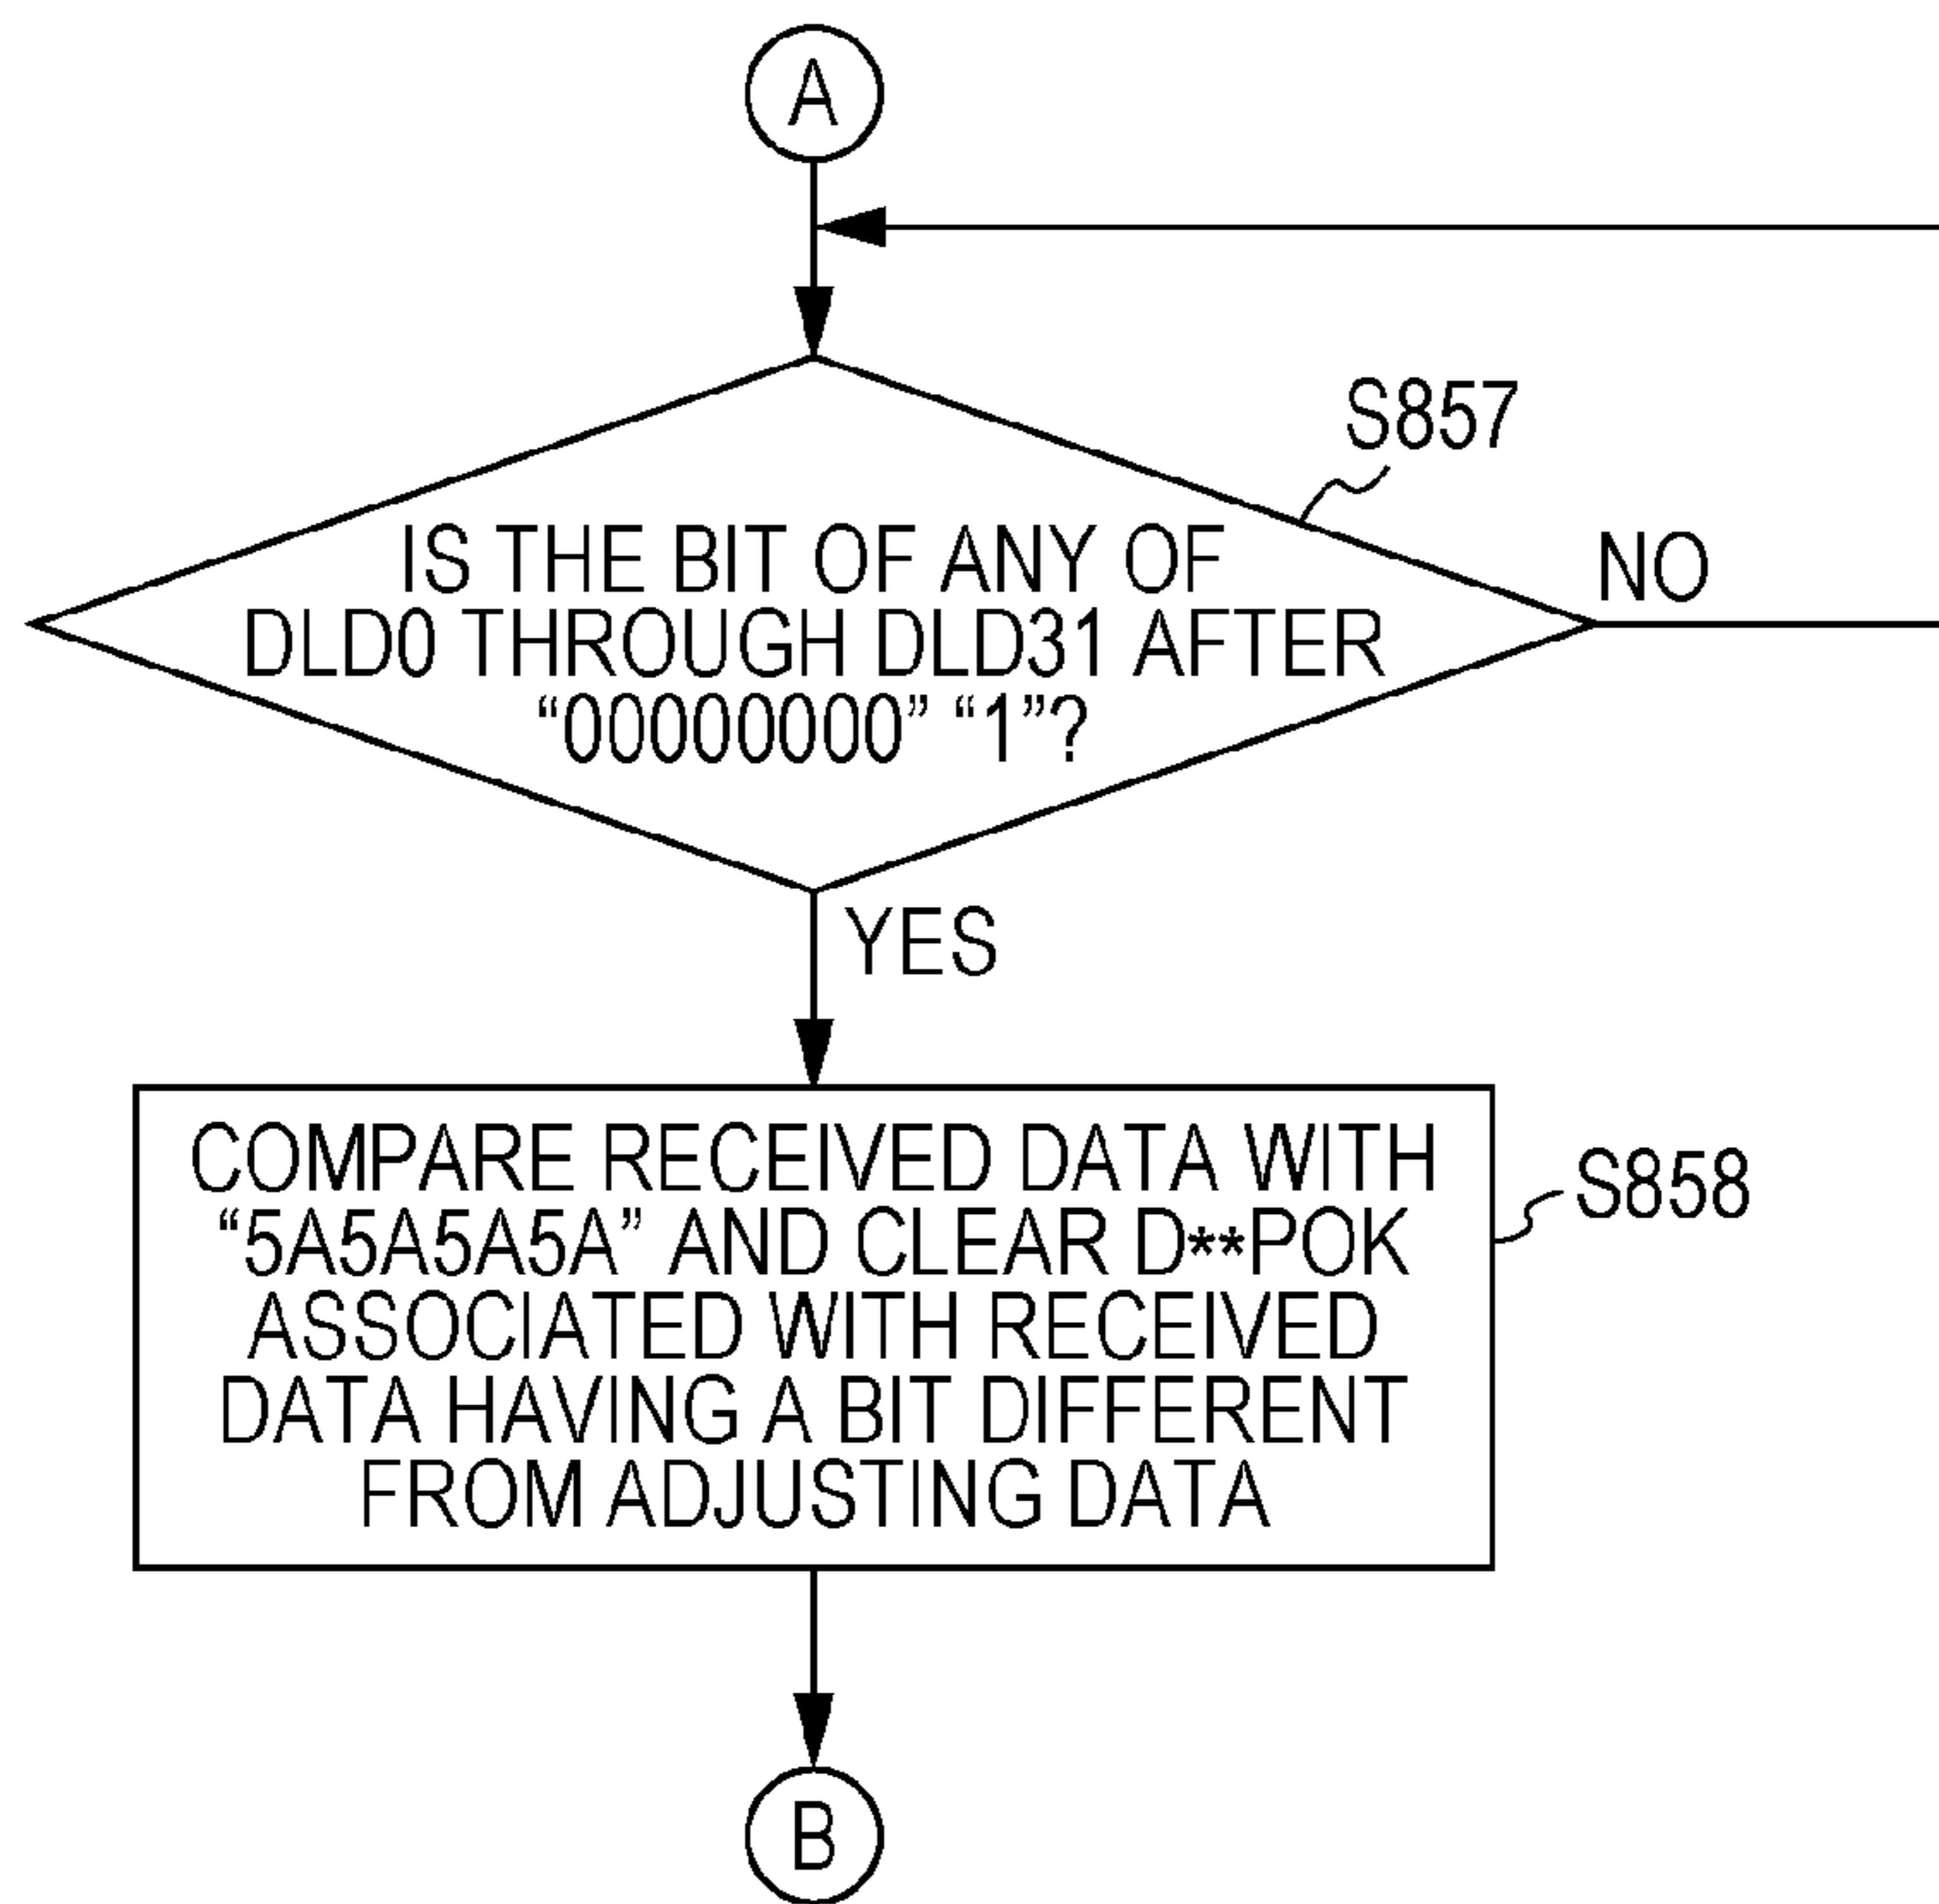 A
S857
IS THE BIT OF ANY OF
DLD0 THROUGH DLD31 AFTER
“00000000” “1”?
NO
YES
COMPARE RECEIVED DATA WITH
“5A5A5A5A” AND CLEAR D**POK
ASSOCIATED WITH RECEIVED
DATA HAVING A BIT DIFFERENT
FROM ADJUSTING DATA
S858
B